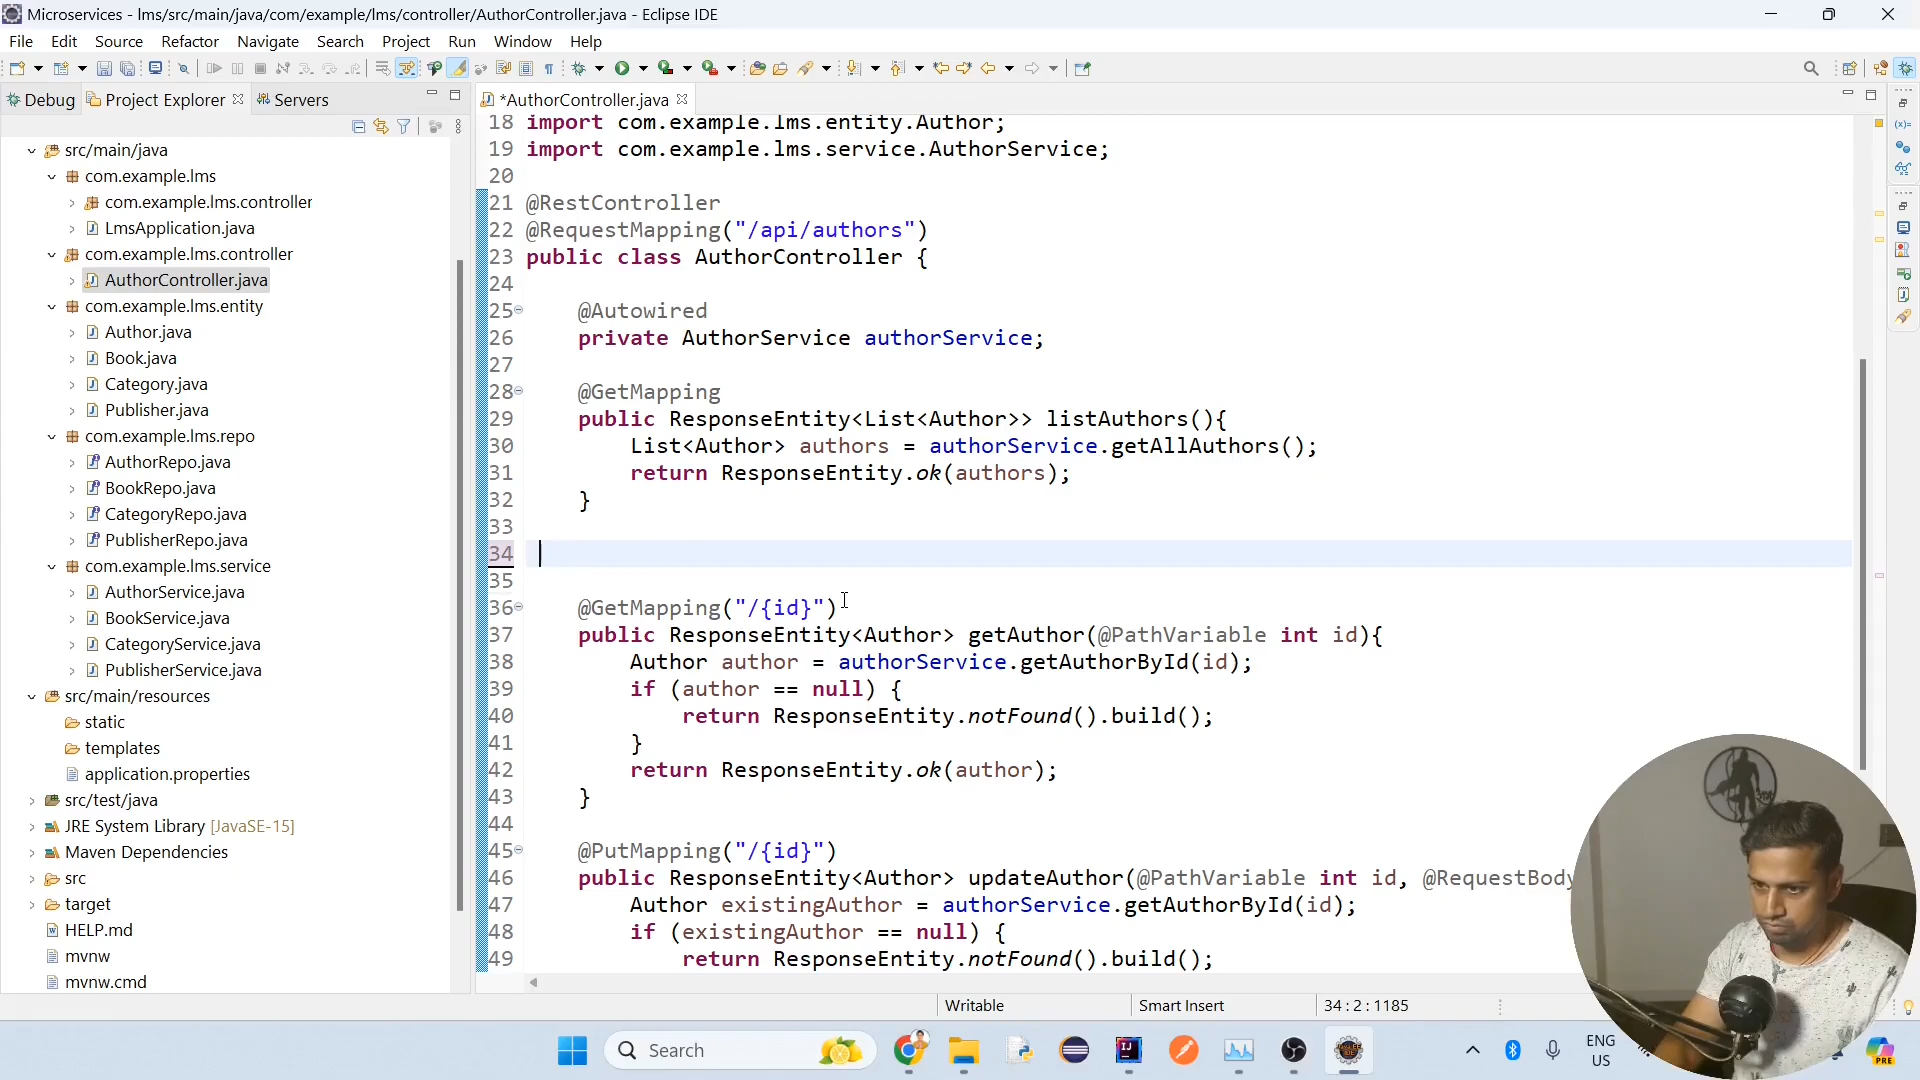 Microservices - lms/src/main/java/com/example/lms/controller/AuthorController.java - Eclipse IDE
File Edit Source Refactor Navigate Search Project Run Window Help
Debug Project Explorer Servers
*AuthorController.java
src/main/java
com.example.lms
com.example.lms.controller
LmsApplication.java
com.example.lms.controller
AuthorController.java
com.example.lms.entity
Author.java
Book.java
Category.java
Publisher.java
com.example.lms.repo
AuthorRepo.java
BookRepo.java
CategoryRepo.java
PublisherRepo.java
com.example.lms.service
AuthorService.java
BookService.java
CategoryService.java
PublisherService.java
src/main/resources
static
templates
application.properties
src/test/java
JRE System Library [JavaSE-15]
Maven Dependencies
src
target
HELP.md
mvnw
mvnw.cmd
18 import com.example.lms.entity.Author;
19 import com.example.lms.service.AuthorService;
20
21 @RestController
22 @RequestMapping("/api/authors")
23 public class AuthorController {
24
25 @Autowired
26 private AuthorService authorService;
27
28 @GetMapping
29 public ResponseEntity<List<Author>> listAuthors(){
30 List<Author> authors = authorService.getAllAuthors();
31 return ResponseEntity.ok(authors);
32 }
33
34
35
36 @GetMapping("/{id}")
37 public ResponseEntity<Author> getAuthor(@PathVariable int id){
38 Author author = authorService.getAuthorById(id);
39 if (author == null) {
40 return ResponseEntity.notFound().build();
41 }
42 return ResponseEntity.ok(author);
43 }
44
45 @PutMapping("/{id}")
46 public ResponseEntity<Author> updateAuthor(@PathVariable int id, @RequestBody
47 Author existingAuthor = authorService.getAuthorById(id);
48 if (existingAuthor == null) {
49 return ResponseEntity.notFound().build();
Writable Smart Insert 34 : 2 : 1185
Search
ENG
US
PRE